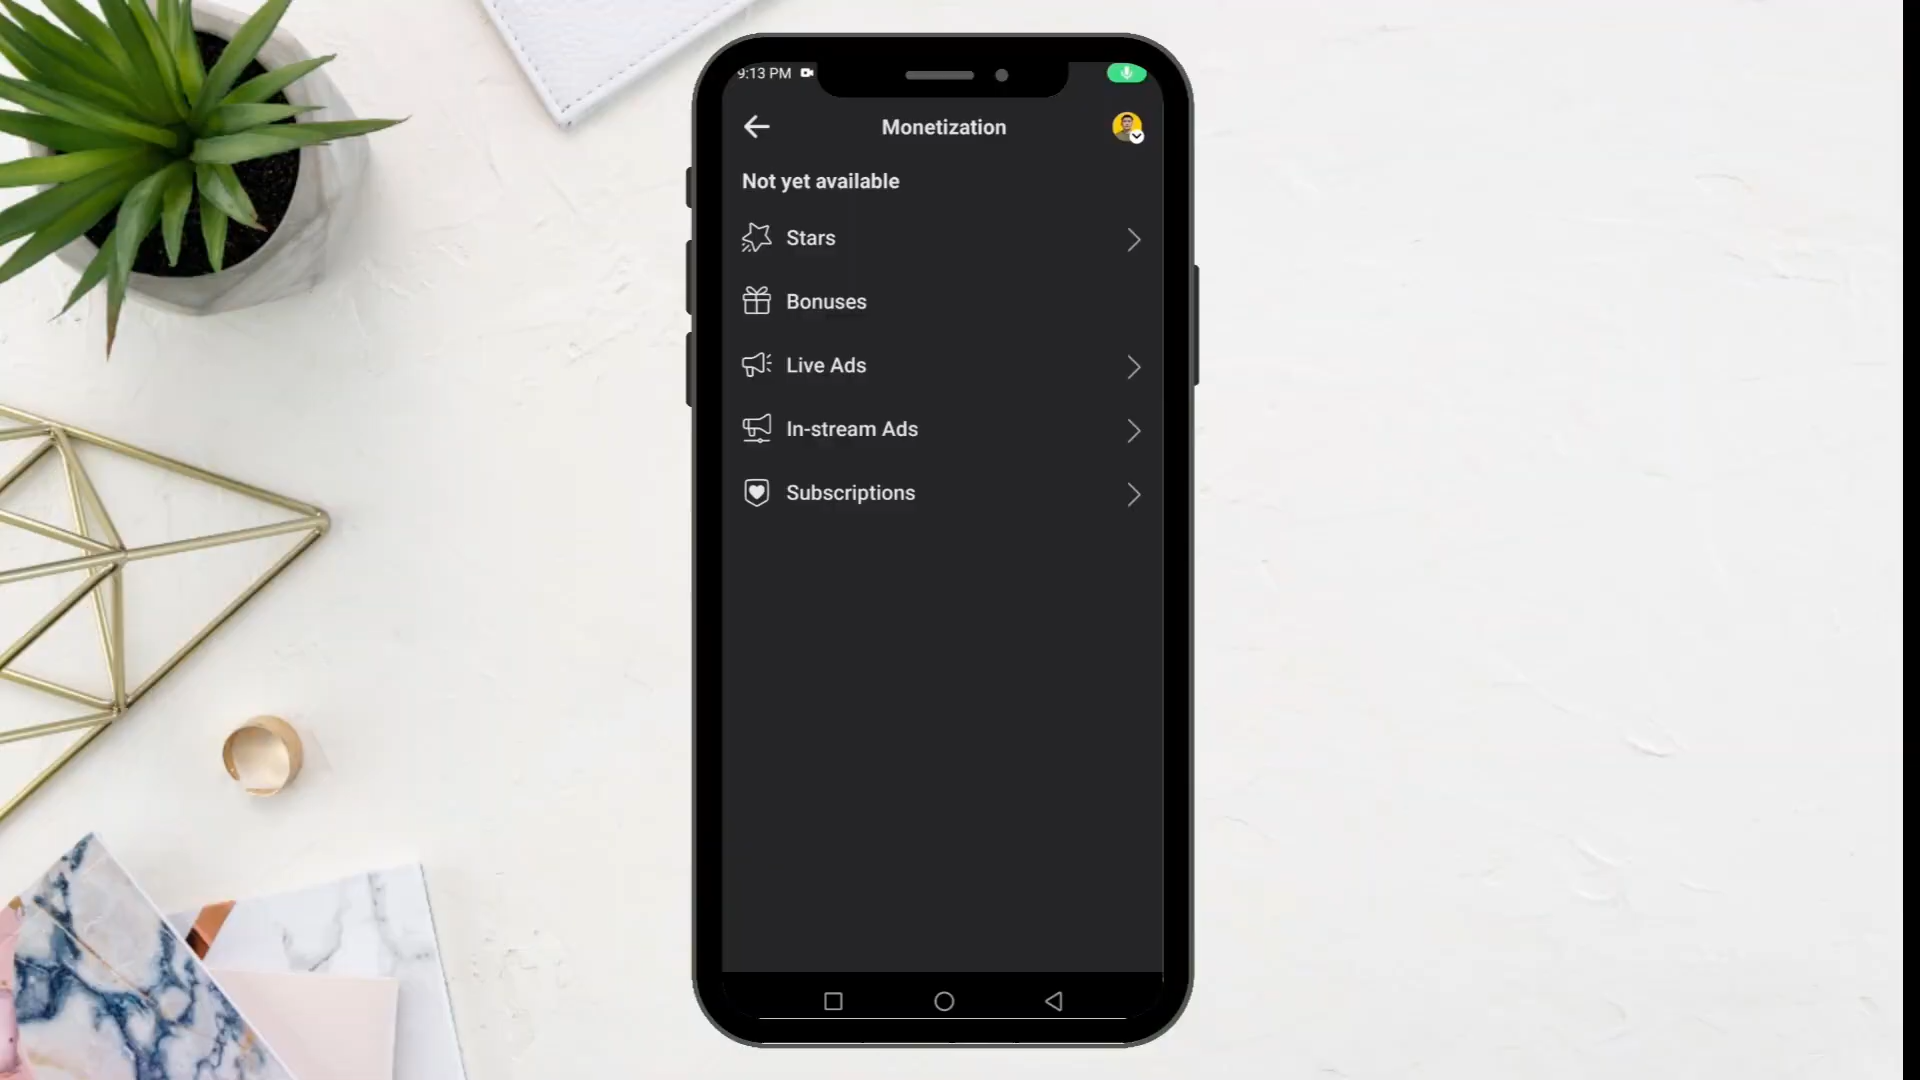 9:13 PM
Monetization
Not yet available
Stars
Bonuses
Live Ads
In-stream Ads
Subscriptions